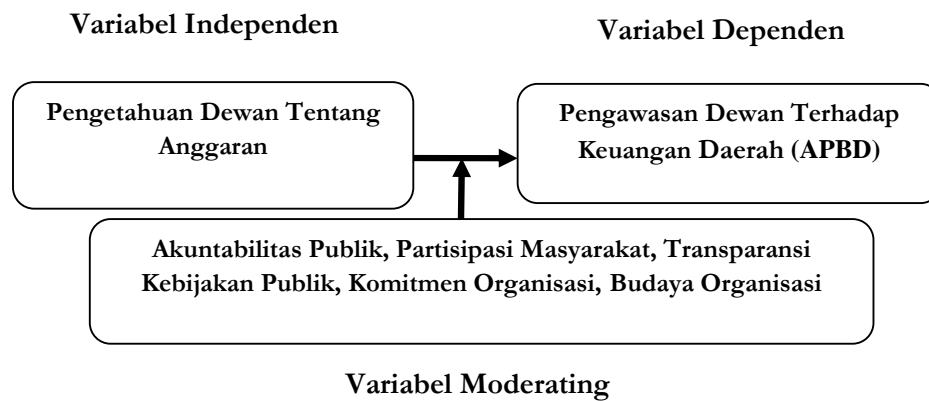 Variabel Independen
Variabel Dependen
Pengetahuan Dewan Tentang
Anggaran
Pengawasan Dewan Terhadap
Keuangan Daerah (APBD)
Akuntabilitas Publik, Partisipasi Masyarakat, Transparansi
Kebijakan Publik, Komitmen Organisasi, Budaya Organisasi
Variabel Moderating